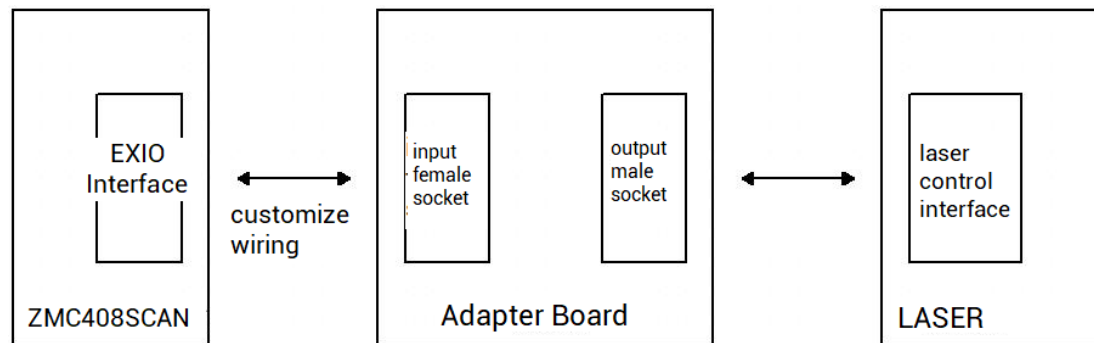 EXIO
Interface
customize
wiring
ZMC408SCAN
input
female
socket
output
male
socket
Adapter Board
laser
control
interface
LASER